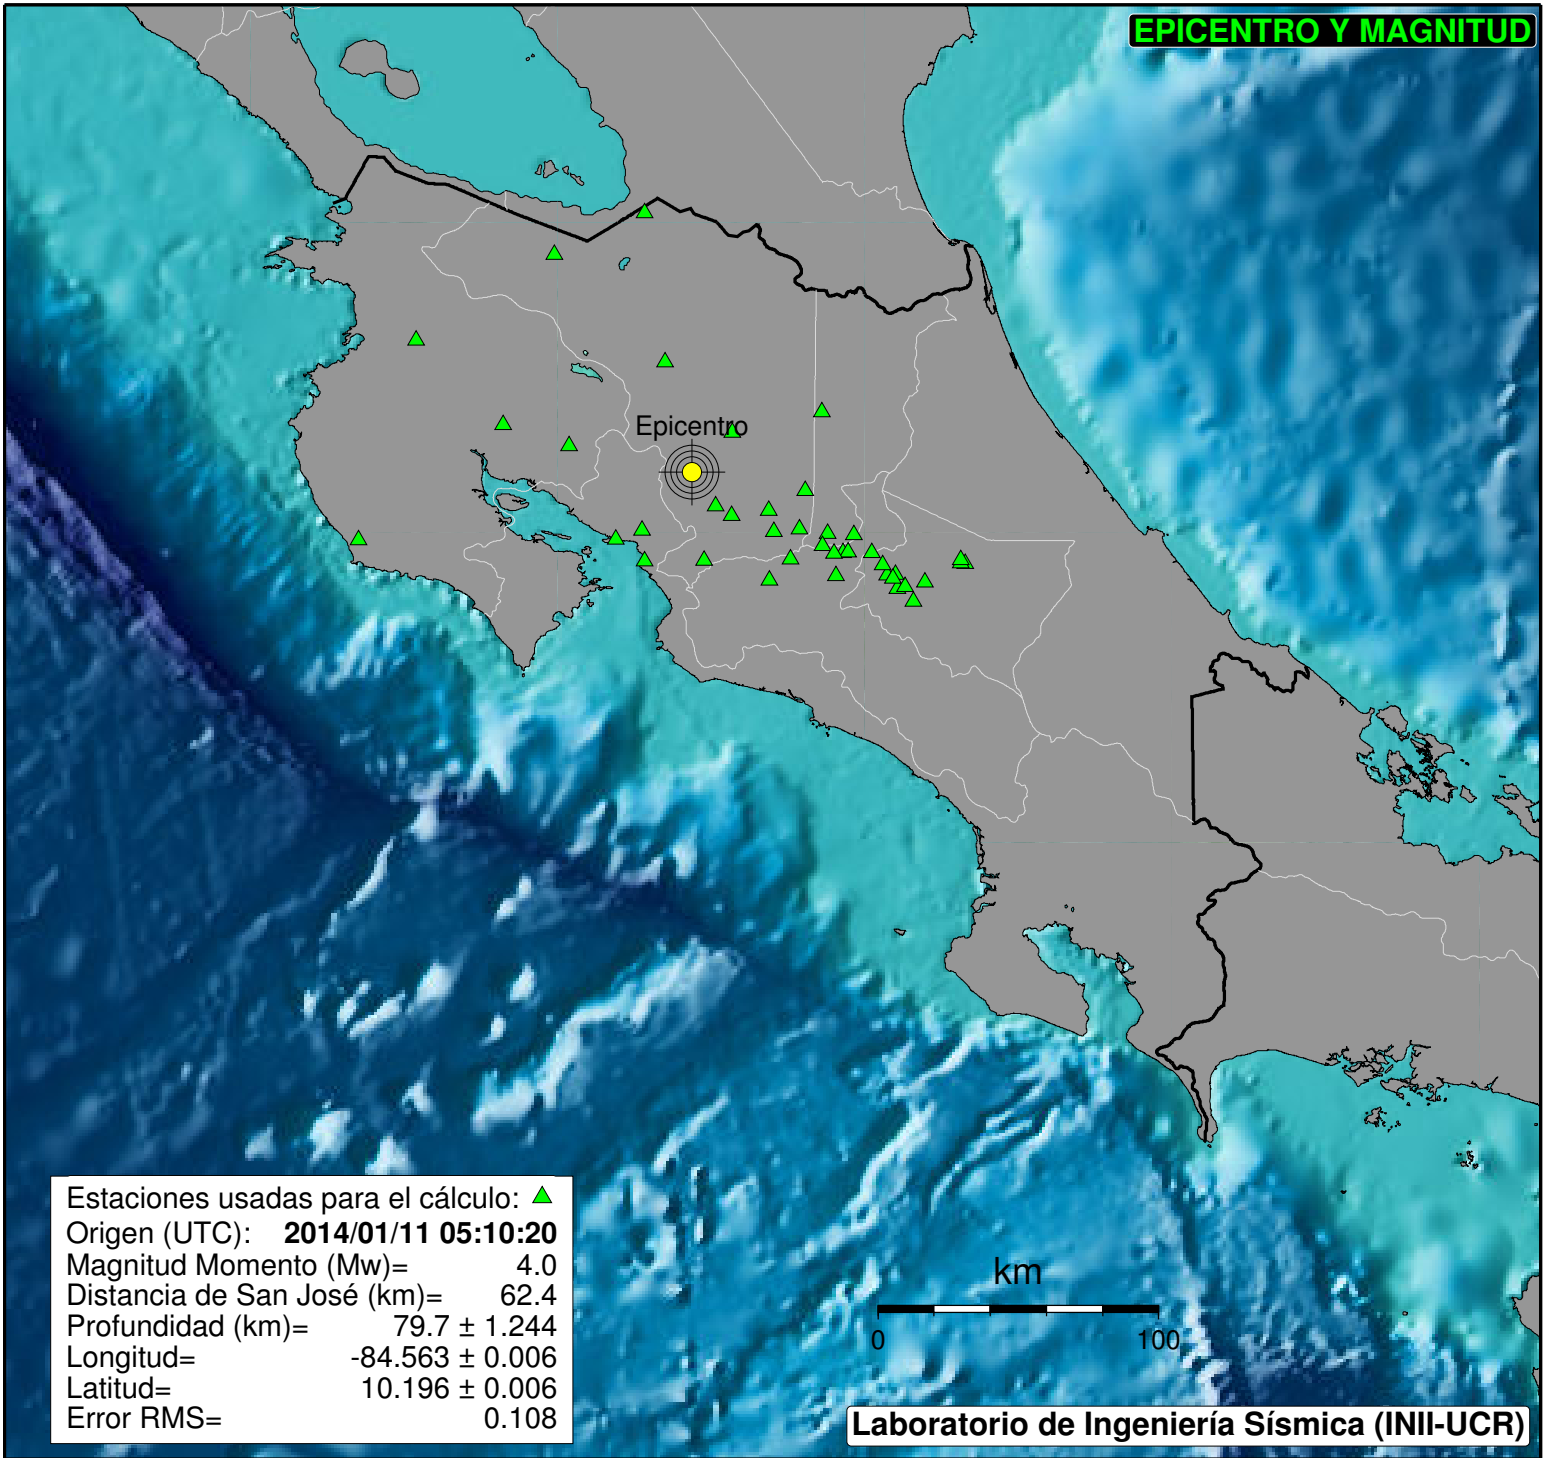 EPICENTRO Y MAGNITUD
Epicentro
Estaciones usadas para el cálculo:
Origen (UTC): 2014/01/11 05:10:20
Magnitud Momento (Mw)= 4.0
Distancia de San José (km)= 62.4
Profundidad (km)= 79.7 ± 1.244
Longitud= -84.563 ± 0.006
Latitud= 10.196 ± 0.006
Error RMS= 0.108
km
0 100
Laboratorio de Ingeniería Sísmica (INII-UCR)